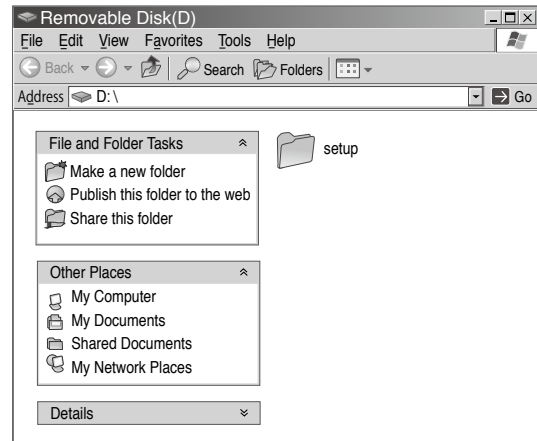 Removable Disk(D)
File Edit View Favorites Tools Help
Back Search Folders
Address D:\ Go
File and Folder Tasks
Make a new folder
Publish this folder to the web
Share this folder
setup
Other Places
My Computer
My Documents
Shared Documents
My Network Places
Details